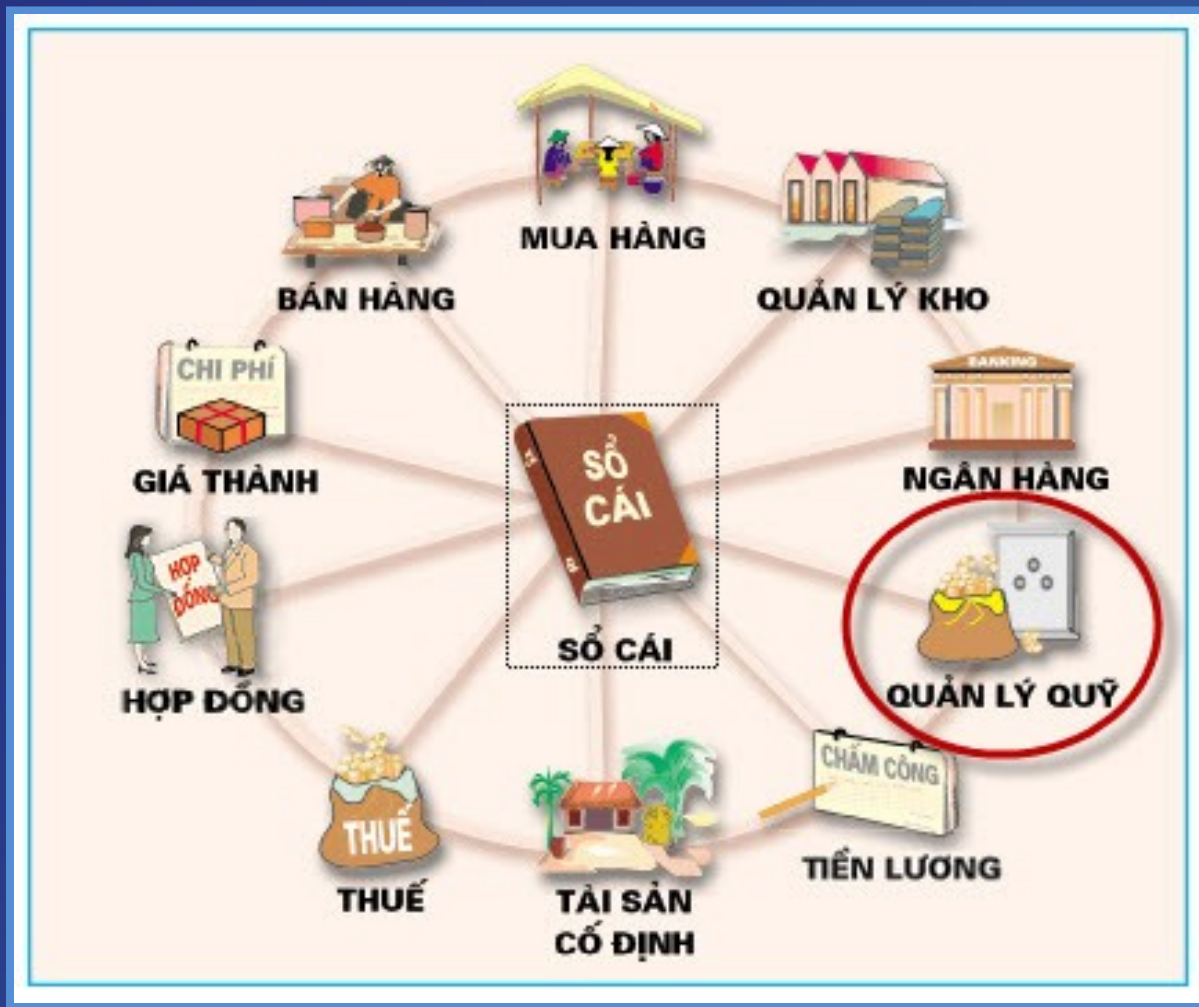 MUA HÀNG
BÁN HÀNG
QUẢN LÝ KHO
CHI PHÍ
GIÁ THÀNH
BANKING
NGÂN HÀNG
SỔ
CÁI
SỔ CÁI
HỢP
ĐỒNG
HỢP ĐỒNG
QUẢN LÝ QUỸ
CHẤM CÔNG
TIỀN LƯƠNG
THUẾ
THUẾ
TÀI SẢN
CỐ ĐỊNH